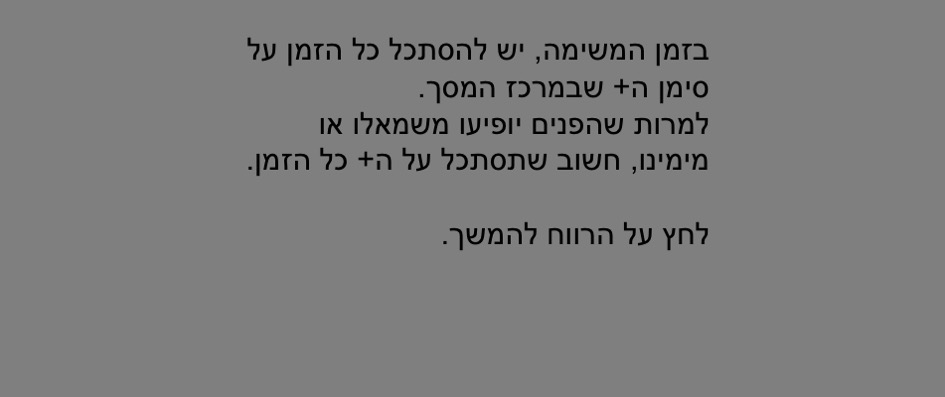 בזמן המשימה, יש להסתכל כל הזמן על
סימן ה+ שבמרכז המסך.
למרות שהפנים יופיעו משמאלו או
מימינו, חשוב שתסתכל על ה+ כל הזמן.
לחץ על הרווח להמשך.